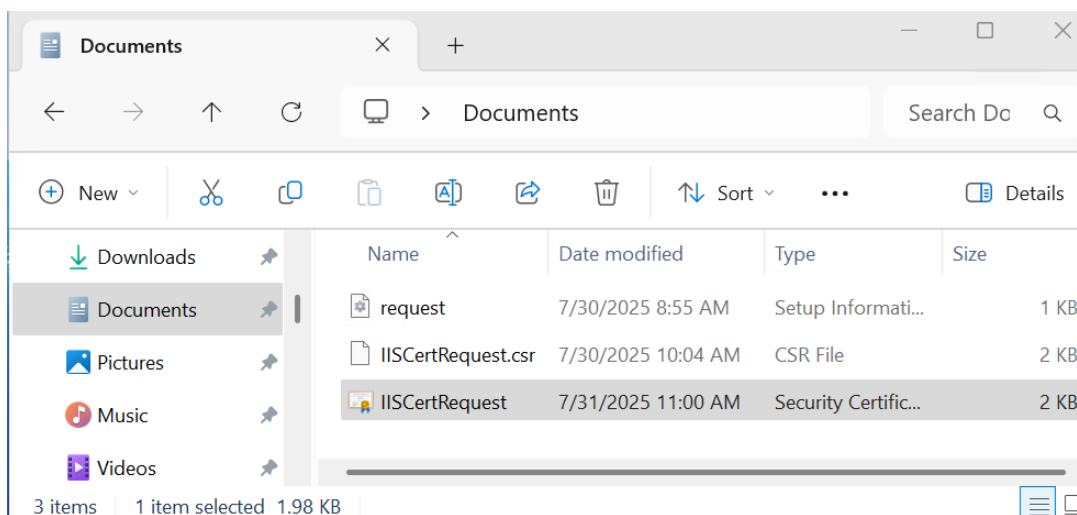 Documents
Documents
Search Do
New
Sort
Details
Downloads
Documents
Pictures
Music
Videos
Name Date modified Type Size
request 7/30/2025 8:55 AM Setup Informati... 1 KB
IISCertRequest.csr 7/30/2025 10:04 AM CSR File 2 KB
IISCertRequest 7/31/2025 11:00 AM Security Certific... 2 KB
3 items 1 item selected 1.98 KB